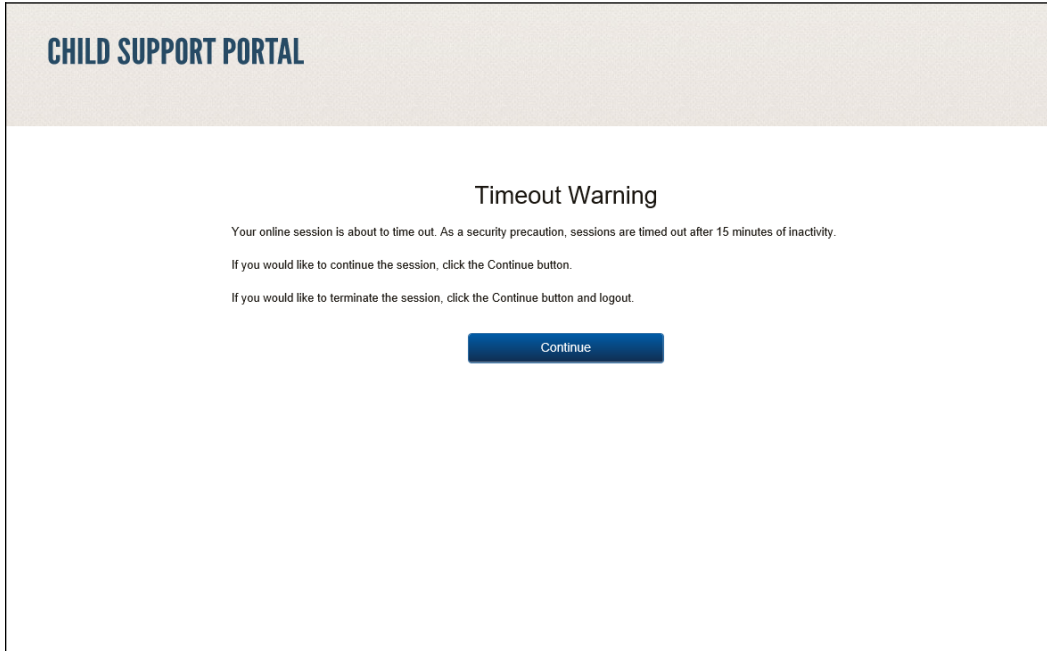 CHILD SUPPORT PORTAL
Timeout Warning
Your online session is about to time out. As a security precaution, sessions are timed out after 15 minutes of inactivity.
If you would like to continue the session, click the Continue button.
If you would like to terminate the session, click the Continue button and logout.
Continue